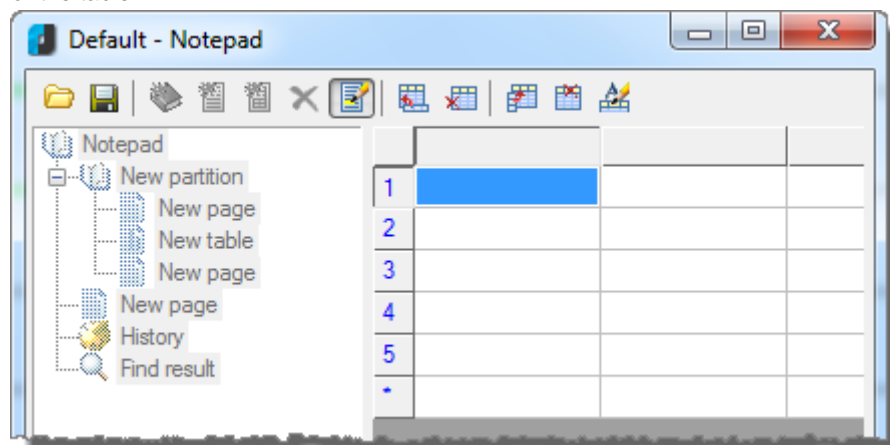 Default - Notepad
Notepad
New partition
New page
New table
New page
New page
History
Find result
1
2
3
4
5
*